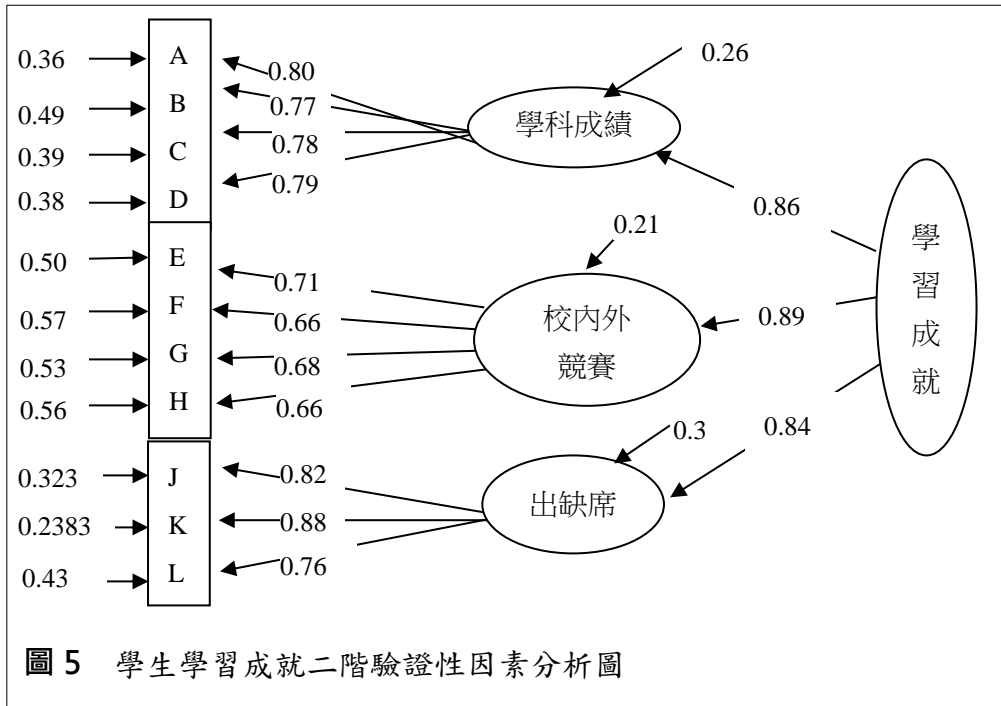 0.36 A 0.80 0.26
0.49 B 0.77 學科成績
0.39 C 0.78
0.38 D 0.79 0.86
0.50 E 0.71 0.21
0.57 F 0.66 校內外 0.89
0.53 G 0.68 競賽
0.56 H 0.66
0.323 J 0.82 0.3 0.84
0.2383 K 0.88 出缺席
0.43 L 0.76
學
習
成
就
圖 5 學生學習成就二階驗證性因素分析圖